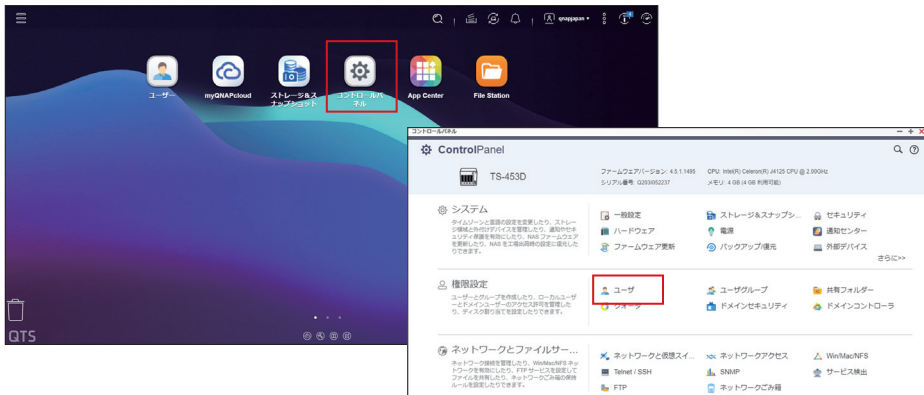 qnapjapan
ユーザー
myQNAPcloud
ストレージ&ス
ナップショット
コントロールパ
ネル
App Center
File Station
QTS
コントロールパネル
ControlPanel
TS-453D
ファームウェアバージョン: 4.5.1.1495
CPU: Intel(R) Celeron(R) J4125 CPU @ 2.00GHz
シリアル番号: Q203I052237
メモリ: 4 GB (4 GB 利用可能)
システム
タイムゾーンと言語の設定を変更したり、ストレー
ジ領域と外付けデバイスを管理したり、通知やセキ
ュリティ保護を有効にしたり、NAS ファームウェア
を更新したり、NAS を工場出荷時の設定に復元した
りできます。
一般設定
ストレージ&スナップシ...
セキュリティ
ハードウェア
電源
通知センター
ファームウェア更新
バックアップ/復元
外部デバイス
さらに>>
権限設定
ユーザーとグループを作成したり、ローカルユーザ
ーとドメインユーザーのアクセス許可を管理した
り、ディスク割り当てを設定したりできます。
ユーザ
ユーザグループ
共有フォルダー
クォータ
ドメインセキュリティ
ドメインコントローラ
ネットワークとファイルサー...
ネットワーク接続を管理したり、Win/Mac/NFS ネッ
トワークを有効にしたり、FTP サービスを設定して
ファイルを共有したり、ネットワークごみ箱の保持
ルールを設定したりできます。
ネットワークと仮想スイ...
ネットワークアクセス
Win/Mac/NFS
Telnet / SSH
SNMP
サービス検出
FTP
ネットワークごみ箱